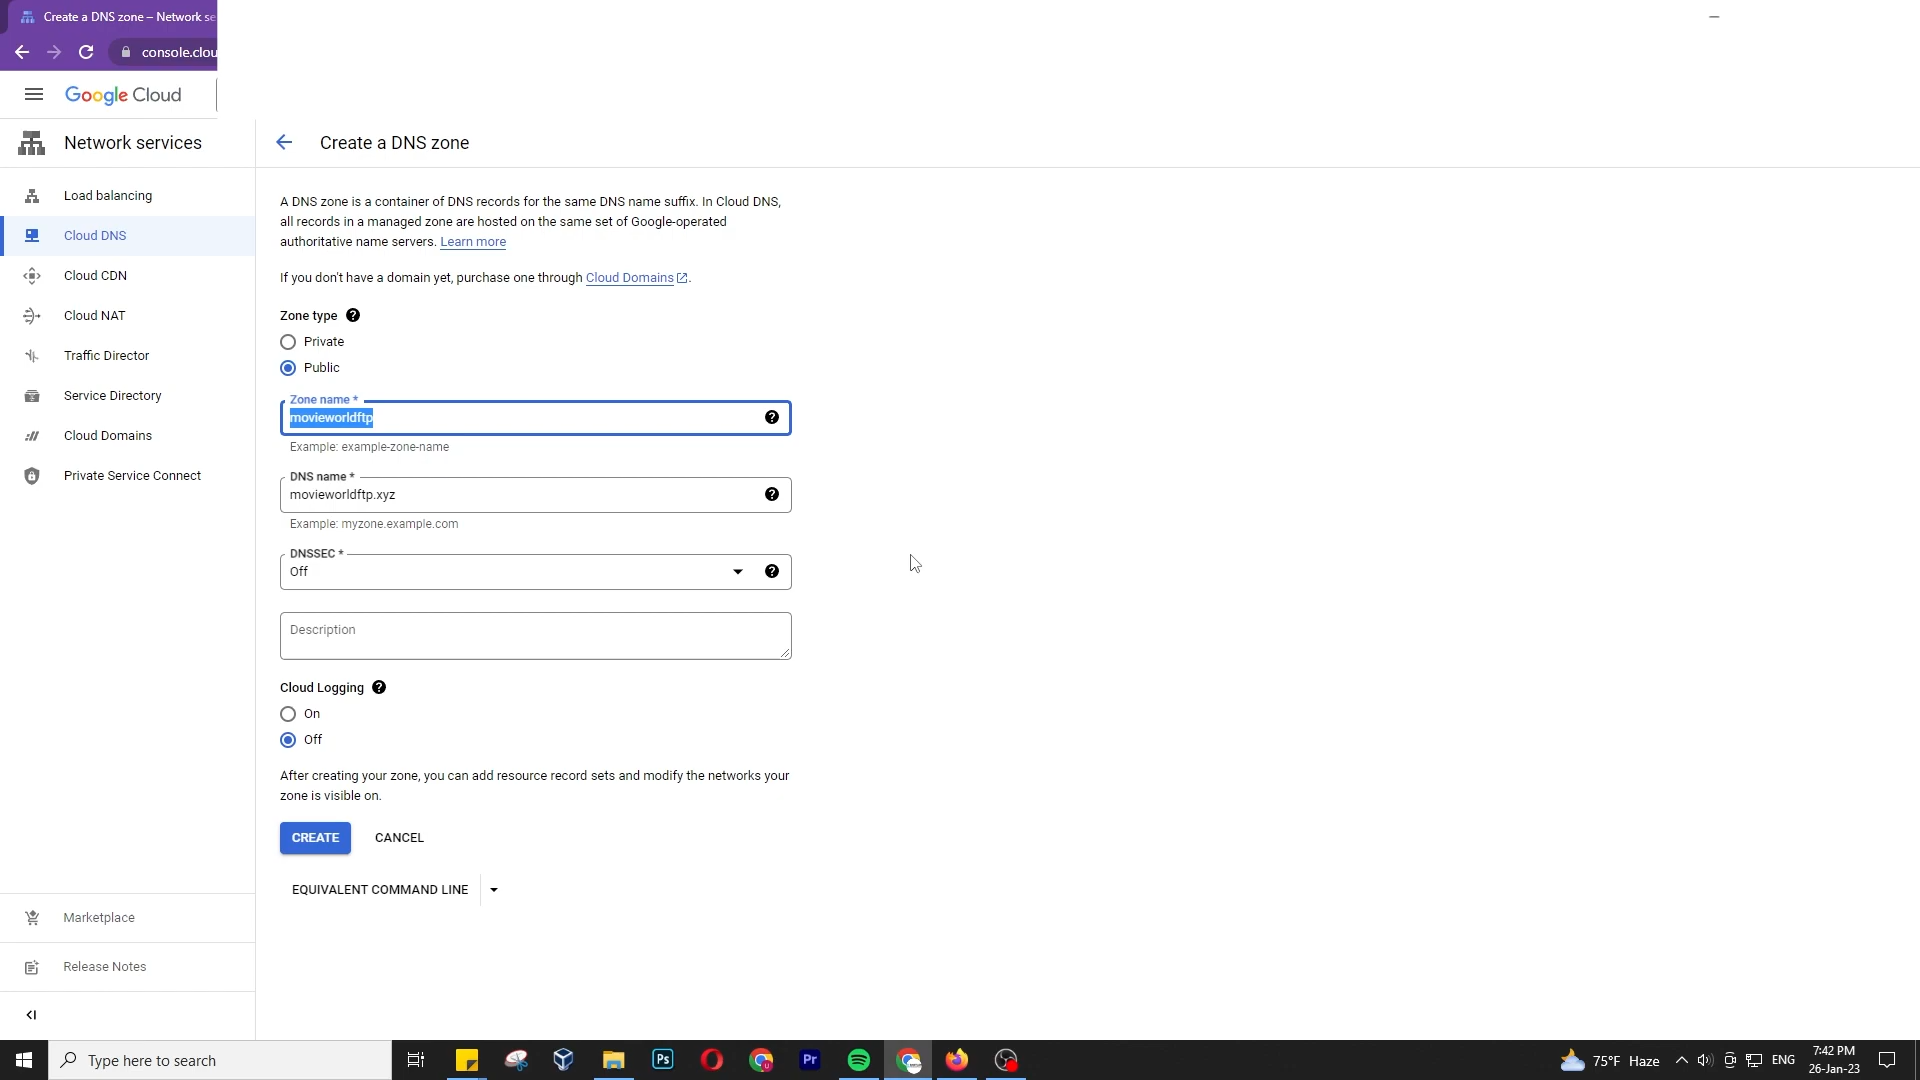 Create a DNS zone – Network se
console.clou
Google Cloud
Network services
Create a DNS zone
Load balancing
Cloud DNS
Cloud CDN
Cloud NAT
Traffic Director
Service Directory
Cloud Domains
Private Service Connect
A DNS zone is a container of DNS records for the same DNS name suffix. In Cloud DNS,
all records in a managed zone are hosted on the same set of Google-operated
authoritative name servers. Learn more
If you don't have a domain yet, purchase one through Cloud Domains.
Zone type
Private
Public
Zone name *
movieworldftp
Example: example-zone-name
DNS name *
movieworldftp.xyz
Example: myzone.example.com
DNSSEC *
Off
Description
Cloud Logging
On
Off
After creating your zone, you can add resource record sets and modify the networks your
zone is visible on.
CREATE CANCEL
EQUIVALENT COMMAND LINE
Marketplace
Release Notes
Type here to search
Ps
Pr
75°F Haze
ENG
7:42 PM
26-Jan-23